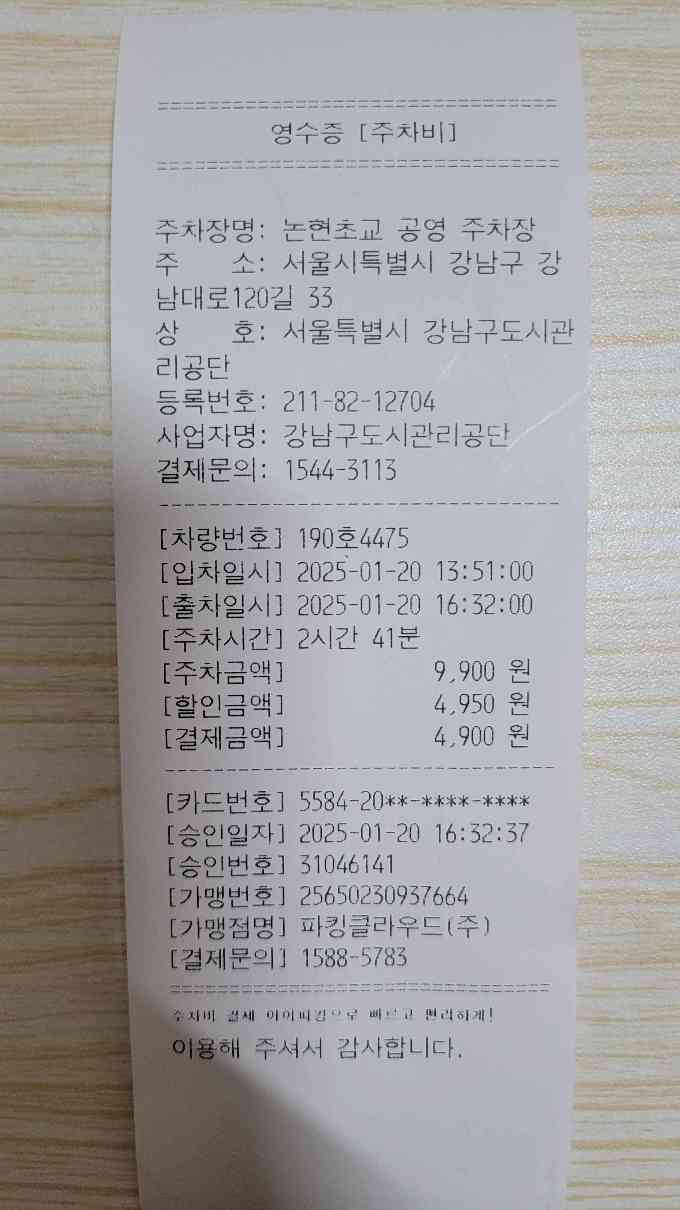 ================================
영수증 [주차비]
================================
주차장명: 논현초교 공영 주차장
주   소: 서울시특별시 강남구 강
남대로120길 33
상   호: 서울특별시 강남구도시관
리공단
등록번호: 211-82-12704
사업자명: 강남구도시관리공단
결제문의: 1544-3113
--------------------------------
[차량번호] 190호4475
[입차일시] 2025-01-20 13:51:00
[출차일시] 2025-01-20 16:32:00
[주차시간] 2시간 41분
[주차금액] 9,900 원
[할인금액] 4,950 원
[결제금액] 4,900 원
--------------------------------
[카드번호] 5584-20**-****-****
[승인일자] 2025-01-20 16:32:37
[승인번호] 31046141
[가맹번호] 25650230937664
[가맹점명] 파킹클라우드(주)
[결제문의] 1588-5783
================================
주차비 결제 아이파킹으로 빠르고 편리하게!
이용해 주셔서 감사합니다.